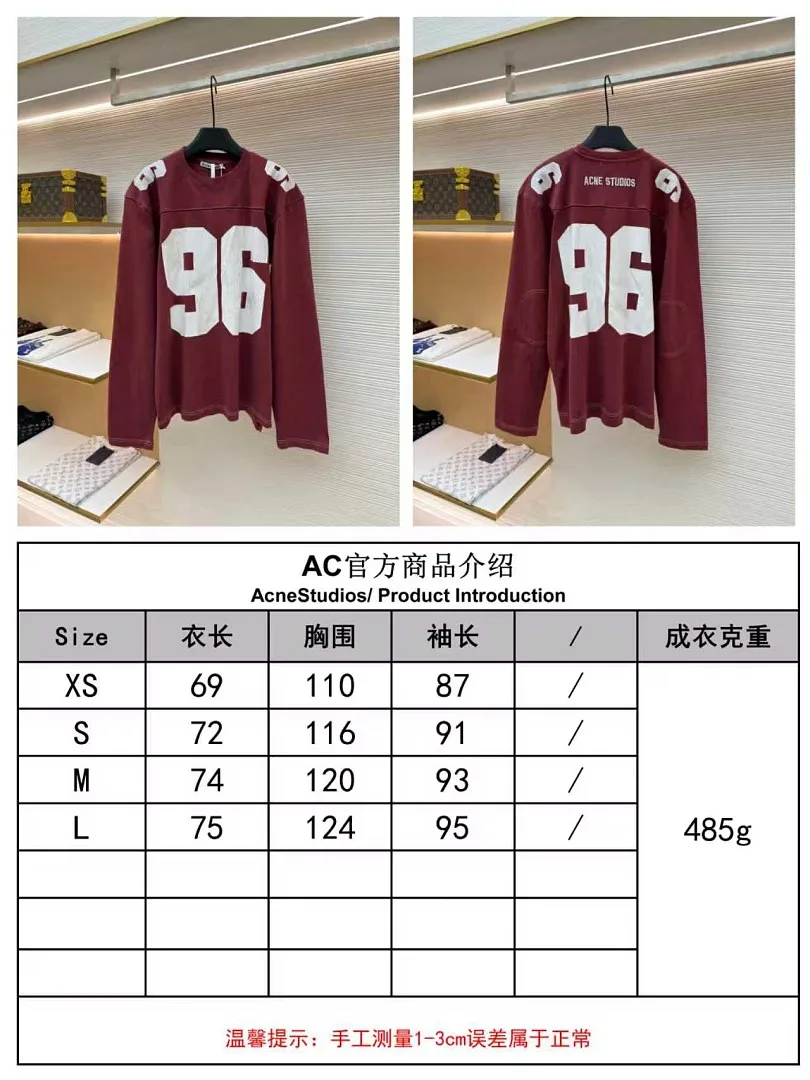 96
96
96
96
ACNE STUDIOS
96
AC官方商品介绍
AcneStudios/ Product Introduction
Size 衣长 胸围 袖长 / 成衣克重
XS 69 110 87 /
S 72 116 91 /
M 74 120 93 /
L 75 124 95 /
485g
温馨提示：手工测量1-3cm误差属于正常